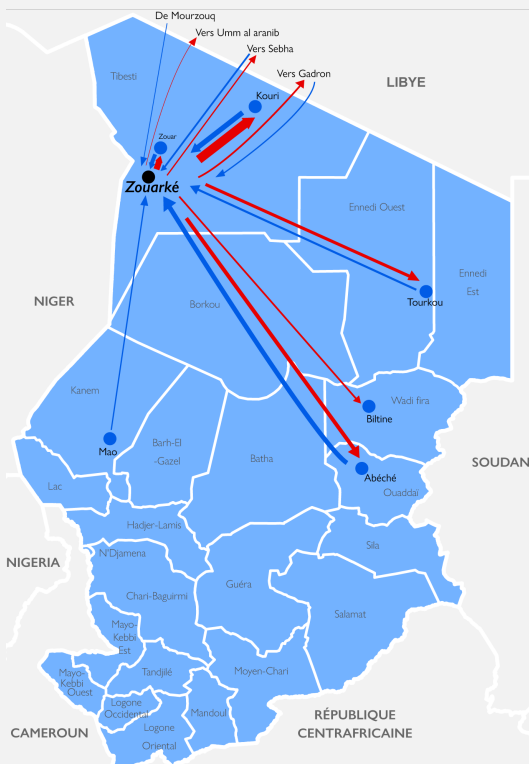 De Mourzouq
Vers Umm al aranib
Vers Sebha
Vers Gadron
LIBYE
Tibesti
Kouri
Zouar
Zouarké
Ennedi Ouest
Ennedi
Est
Tourkou
NIGER
Borkou
Kanem
Wadi fira
Biltine
Mao
Barh-El
-Gazel
Batha
SOUDAN
Abéché
Ouaddaï
Lac
Hadjer-Lamis
N'Djamena
Sila
NIGERIA
Guéra
Chari-Baguirmi
Salamat
Mayo-
Kebbi
Est
Mayo-
Kebbi
Ouest
Tandjilé
Moyen-Chari
Logone
Occidental
Mandoul
Logone
Oriental
CAMEROUN
RÉPUBLIQUE
CENTRAFRICAINE